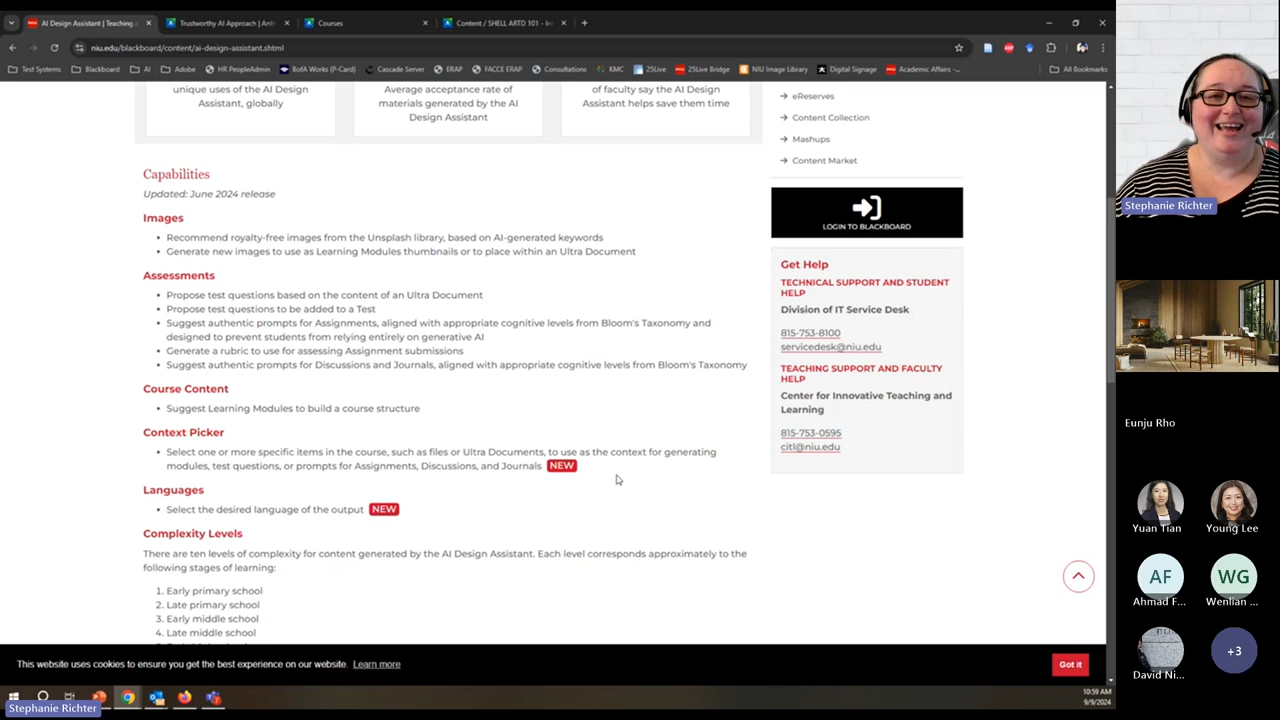 AI Design Assistant | Teaching
Trustworthy AI Approach | Anth
Courses
Content / SHELL ARTD 101 - In
niu.edu/blackboard/content/ai-design-assistant.shtml
Test Systems
Blackboard
AI
Adobe
HR PeopleAdmin
BofA Works (P-Card)
Cascade Server
ERAP
FACCE ERAP
Consultations
KMC
25Live
25Live Bridge
NIU Image Library
Digital Signage
Academic Affairs -...
All Bookmarks
unique uses of the AI Design
Assistant, globally
Average acceptance rate of
materials generated by the AI
Design Assistant
of faculty say the AI Design
Assistant helps save them time
Capabilities
Updated: June 2024 release
Images
• Recommend royalty-free images from the Unsplash library, based on AI-generated keywords
• Generate new images to use as Learning Modules thumbnails or to place within an Ultra Document
Assessments
• Propose test questions based on the content of an Ultra Document
• Propose test questions to be added to a Test
• Suggest authentic prompts for Assignments, aligned with appropriate cognitive levels from Bloom's Taxonomy and
designed to prevent students from relying entirely on generative AI
• Generate a rubric to use for assessing Assignment submissions
• Suggest authentic prompts for Discussions and Journals, aligned with appropriate cognitive levels from Bloom's Taxonomy
Course Content
• Suggest Learning Modules to build a course structure
Context Picker
• Select one or more specific items in the course, such as files or Ultra Documents, to use as the context for generating
modules, test questions, or prompts for Assignments, Discussions, and Journals NEW
Languages
• Select the desired language of the output NEW
Complexity Levels
There are ten levels of complexity for content generated by the AI Design Assistant. Each level corresponds approximately to the
following stages of learning:
1. Early primary school
2. Late primary school
3. Early middle school
4. Late middle school
eReserves
Content Collection
Mashups
Content Market
LOGIN TO BLACKBOARD
Get Help
TECHNICAL SUPPORT AND STUDENT
HELP
Division of IT Service Desk
815-753-8100
servicedesk@niu.edu
TEACHING SUPPORT AND FACULTY
HELP
Center for Innovative Teaching and
Learning
815-753-0595
citl@niu.edu
This website uses cookies to ensure you get the best experience on our website. Learn more
Got it
10:59 AM
9/9/2024
Stephanie Richter
Stephanie Richter
Eunju Rho
Yuan Tian
Young Lee
AF
WG
Ahmad F...
Wenlian ...
David Ni...
+3